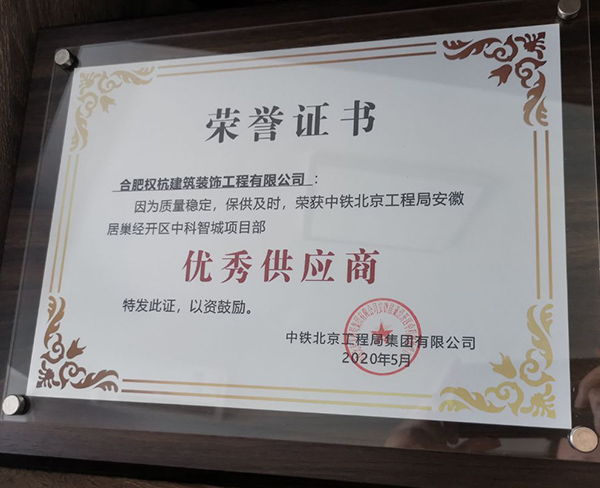 荣誉证书
合肥权杭建筑装饰工程有限公司：
因为质量稳定，保供及时，荣获中铁北京工程局安徽
居巢经开区中科智城项目部
优秀供应商
特发此证，以资鼓励。
中铁北京工程局集团有限公司
2020年5月